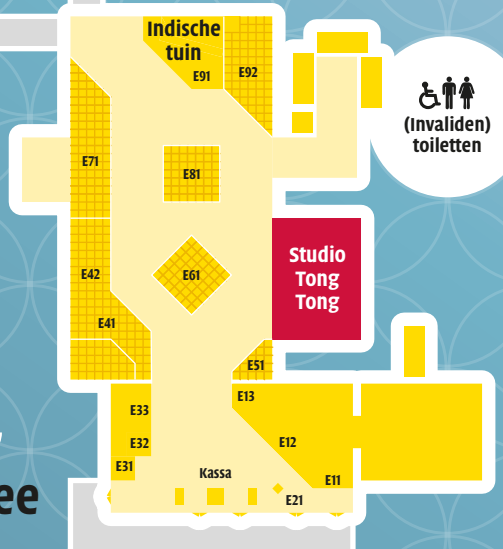 Indische
tuin
E91
E92
(Invaliden)
toiletten
E71
E81
E42
E61
Studio
Tong
Tong
E41
E51
E33
E13
E32
E12
E31
Kassa
E11
E21
ee